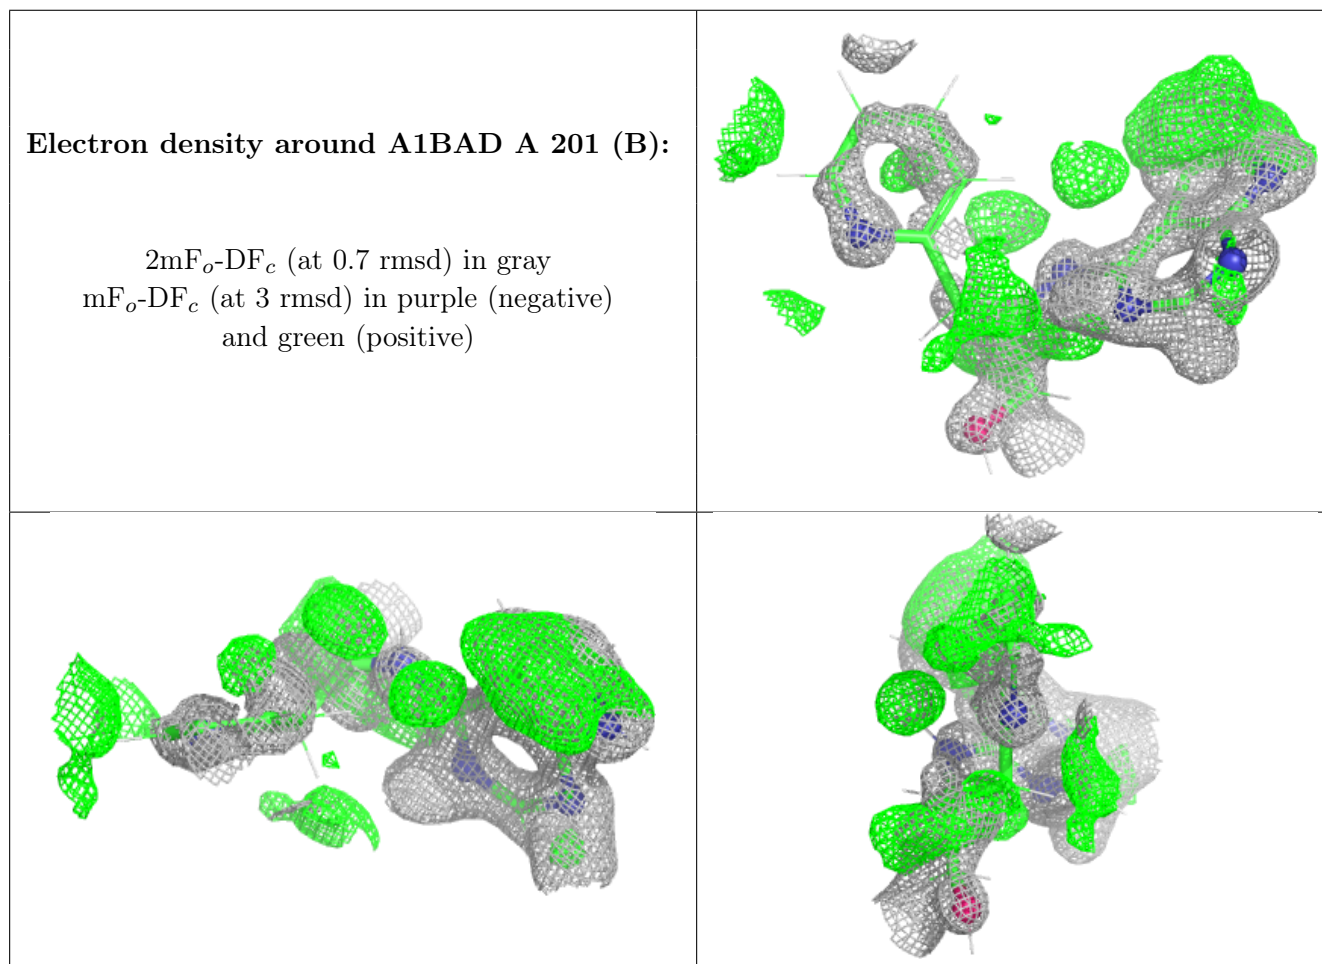 Electron density around A1BAD A 201 (B):
2mFo-DFc (at 0.7 rmsd) in gray
mFo-DFc (at 3 rmsd) in purple (negative)
and green (positive)